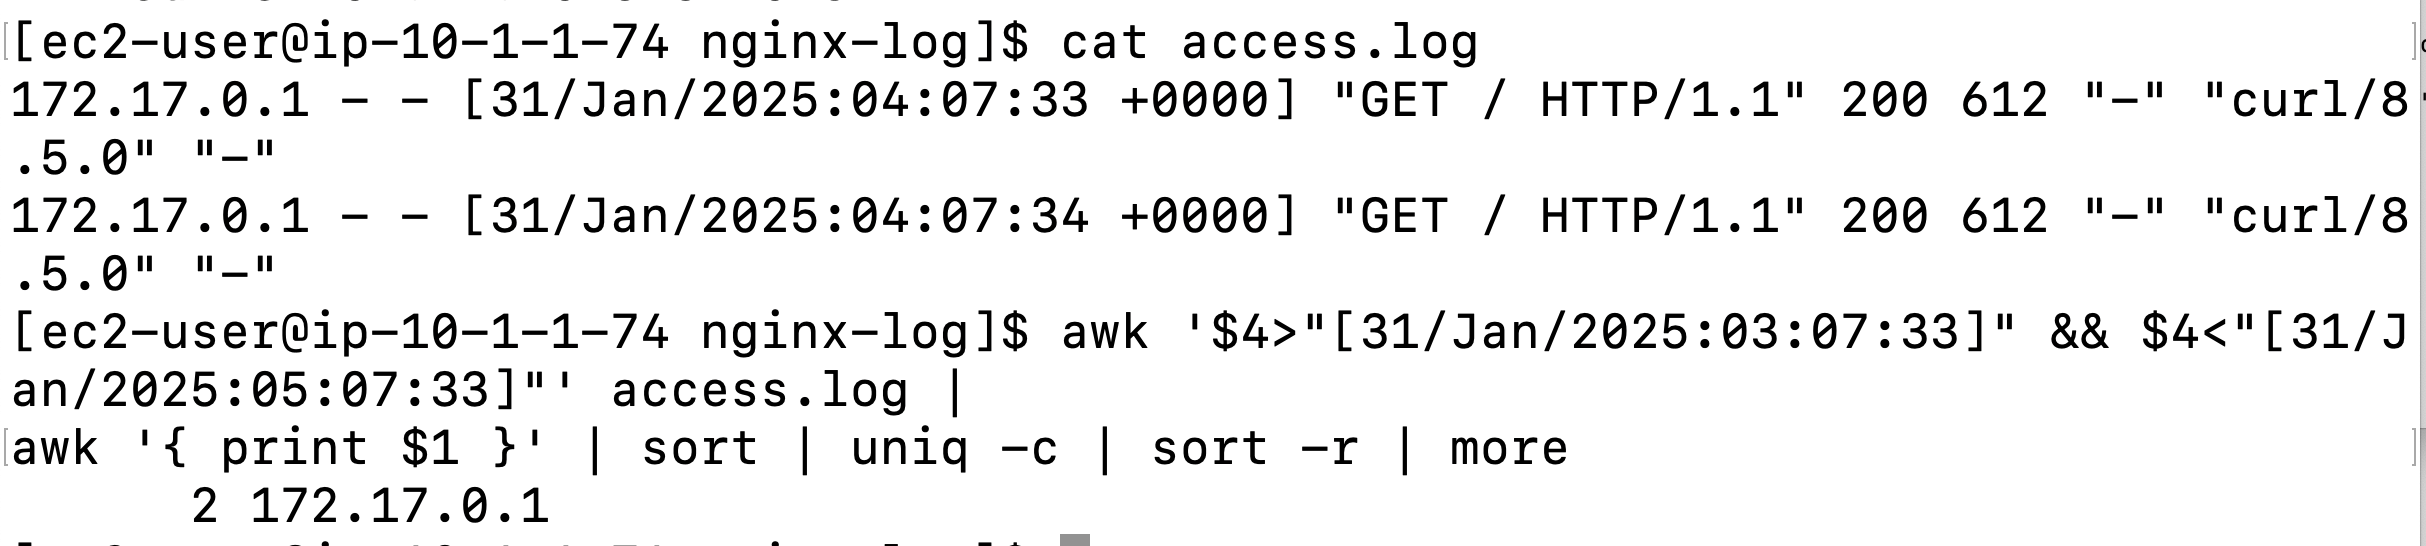 [ec2-user@ip-10-1-1-74 nginx-log]$ cat access.log
172.17.0.1 - - [31/Jan/2025:04:07:33 +0000] "GET / HTTP/1.1" 200 612 "-" "curl/8
.5.0" "-"
172.17.0.1 - - [31/Jan/2025:04:07:34 +0000] "GET / HTTP/1.1" 200 612 "-" "curl/8
.5.0" "-"
[ec2-user@ip-10-1-1-74 nginx-log]$ awk '$4>"[31/Jan/2025:03:07:33]" && $4<"[31/J
an/2025:05:07:33]"' access.log |
awk '{ print $1 }' | sort | uniq -c | sort -r | more
      2 172.17.0.1